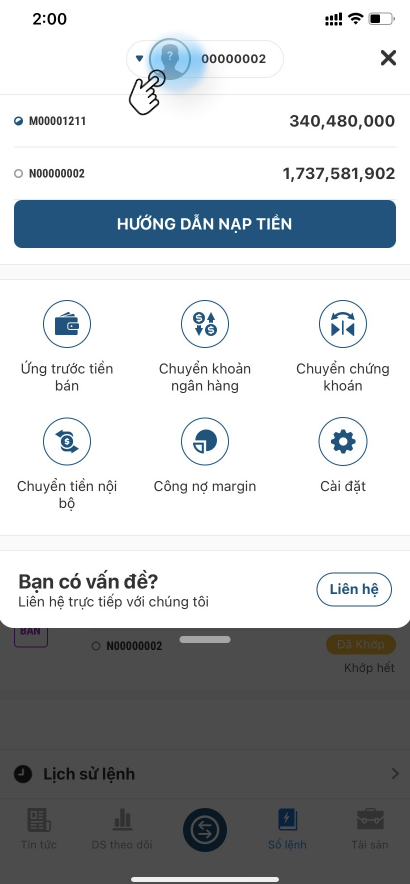 2:00
00000002
M00001211
340,480,000
N00000002
1,737,581,902
HƯỚNG DẪN NẠP TIỀN
Ứng trước tiền
bán
Chuyển khoản
ngân hàng
Chuyển chứng
khoán
Chuyển tiền nội
bộ
Công nợ margin
Cài đặt
Bạn có vấn đề?
Liên hệ trực tiếp với chúng tôi
Liên hệ
BÁN
N00000002
Đã Khớp
Khớp hết
Lịch sử lệnh
Tin tức
DS theo dõi
Sổ lệnh
Tài sản